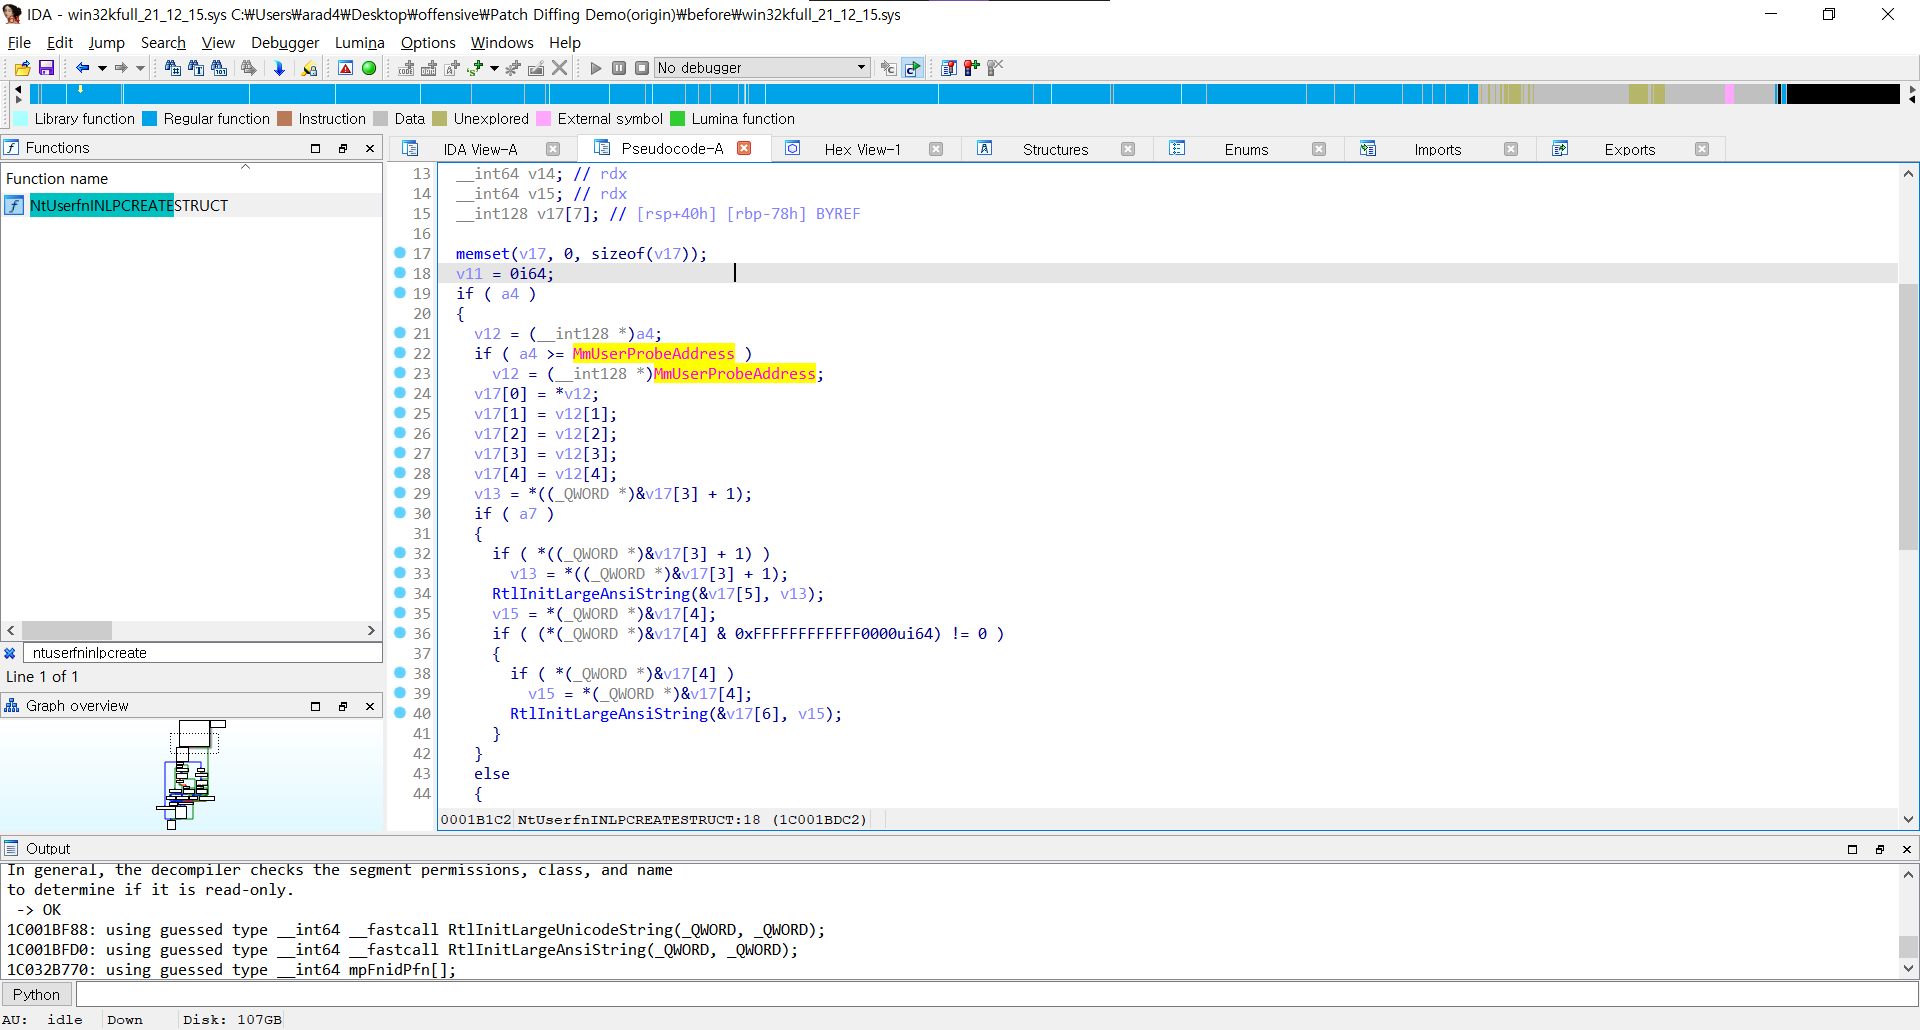 IDA - win32kfull_21_12_15.sys C:₩Users₩arad4₩Desktop₩offensive₩Patch Diffing Demo(origin)₩before₩win32kfull_21_12_15.sys
File Edit Jump Search View Debugger Lumina Options Windows Help
No debugger
Library function Regular function Instruction Data Unexplored External symbol Lumina function
Functions
Function name
NtUserfnINLPCREATESTRUCT
ntuserfninlpcreate
Line 1 of 1
Graph overview
IDA View-A Pseudocode-A Hex View-1 Structures Enums Imports Exports
13 __int64 v14; // rdx
14 __int64 v15; // rdx
15 __int128 v17[7]; // [rsp+40h] [rbp-78h] BYREF
16
17 memset(v17, 0, sizeof(v17));
18 v11 = 0i64;
19 if ( a4 )
20 {
21 v12 = (__int128 *)a4;
22 if ( a4 >= MmUserProbeAddress )
23 v12 = (__int128 *)MmUserProbeAddress;
24 v17[0] = *v12;
25 v17[1] = v12[1];
26 v17[2] = v12[2];
27 v17[3] = v12[3];
28 v17[4] = v12[4];
29 v13 = *((_QWORD *)&v17[3] + 1);
30 if ( a7 )
31 {
32 if ( *((_QWORD *)&v17[3] + 1) )
33 v13 = *((_QWORD *)&v17[3] + 1);
34 RtlInitLargeAnsiString(&v17[5], v13);
35 v15 = *(_QWORD *)&v17[4];
36 if ( (*(_QWORD *)&v17[4] & 0xFFFFFFFFFFFF0000ui64) != 0 )
37 {
38 if ( *(_QWORD *)&v17[4] )
39 v15 = *(_QWORD *)&v17[4];
40 RtlInitLargeAnsiString(&v17[6], v15);
41 }
42 }
43 else
44 {
0001B1C2 NtUserfnINLPCREATESTRUCT:18 (1C001BDC2)
Output
In general, the decompiler checks the segment permissions, class, and name
to determine if it is read-only.
-> OK
1C001BF88: using guessed type __int64 __fastcall RtlInitLargeUnicodeString(_QWORD, _QWORD);
1C001BFD0: using guessed type __int64 __fastcall RtlInitLargeAnsiString(_QWORD, _QWORD);
1C032B770: using guessed type __int64 mpFnidPfn[];
Python
AU: idle Down Disk: 107GB